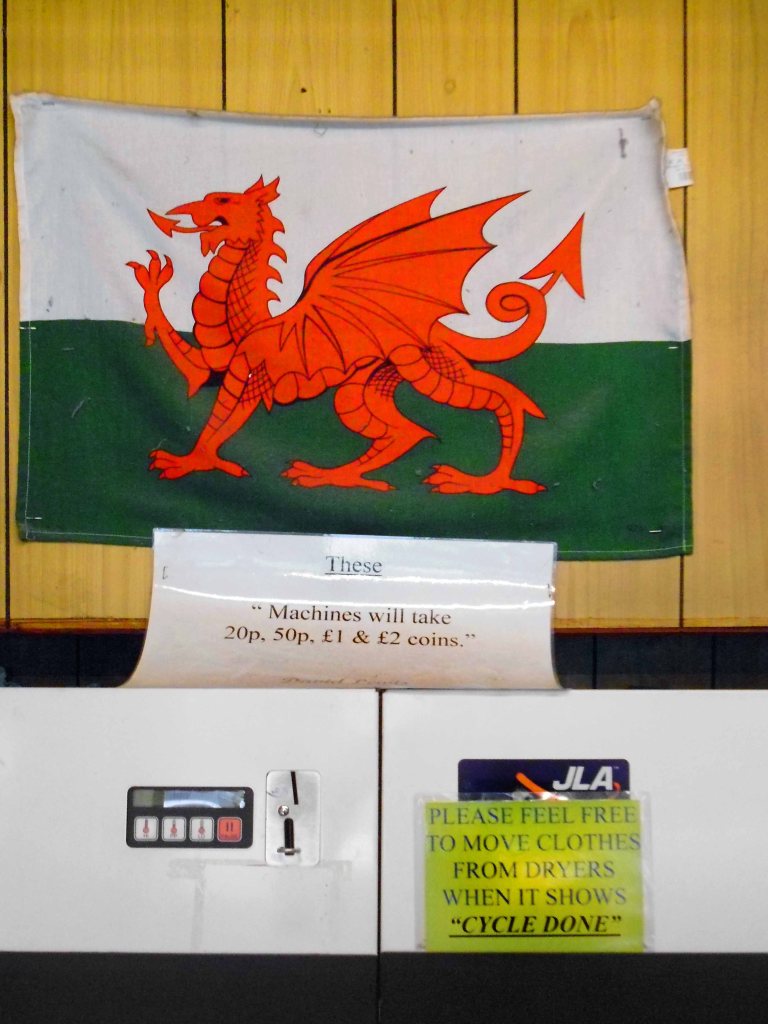 These
“ Machines will take
20p, 50p, £1 & £2 coins.”
JLA
PLEASE FEEL FREE
TO MOVE CLOTHES
FROM DRYERS
WHEN IT SHOWS
“CYCLE DONE”